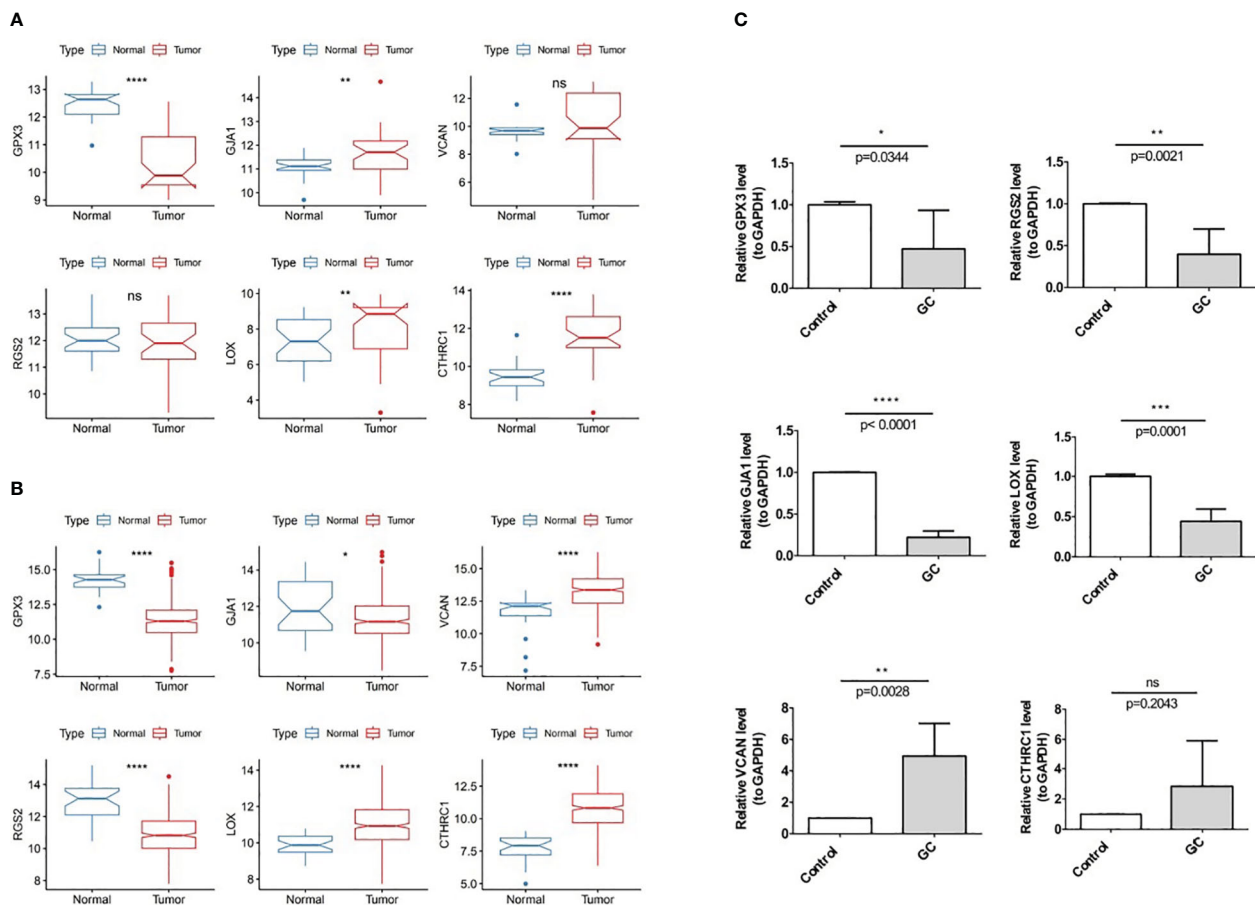 A
Type Normal Tumor
GPX3
13
12
11
10
9
****
Normal Tumor
Type Normal Tumor
GJA1
14
13
12
11
10
**
Normal Tumor
Type Normal Tumor
VCAN
12
10
8
6
ns
Normal Tumor
Type Normal Tumor
RGS2
13
12
11
10
ns
Normal Tumor
Type Normal Tumor
LOX
10
8
6
4
**
Normal Tumor
Type Normal Tumor
CTHRC1
14
12
10
8
****
Normal Tumor
B
Type Normal Tumor
GPX3
15.0
12.5
10.0
7.5
****
Normal Tumor
Type Normal Tumor
GJA1
14
12
10
*
Normal Tumor
Type Normal Tumor
VCAN
15.0
12.5
10.0
7.5
****
Normal Tumor
Type Normal Tumor
RGS2
14
12
10
8
****
Normal Tumor
Type Normal Tumor
LOX
14
12
10
8
****
Normal Tumor
Type Normal Tumor
CTHRC1
12.5
10.0
7.5
5.0
****
Normal Tumor
C
Relative GPX3 level
(to GAPDH)
1.5
1.0
0.5
0.0
*
p=0.0344
Control GC
Relative RGS2 level
(to GAPDH)
1.5
1.0
0.5
0.0
**
p=0.0021
Control GC
Relative GJA1 level
(to GAPDH)
1.5
1.0
0.5
0.0
****
p< 0.0001
Control GC
Relative LOX level
(to GAPDH)
1.5
1.0
0.5
0.0
***
p=0.0001
Control GC
Relative VCAN level
(to GAPDH)
8
6
4
2
0
**
p=0.0028
Control GC
Relative CTHRC1 level
(to GAPDH)
8
6
4
2
0
ns
p=0.2043
Control GC